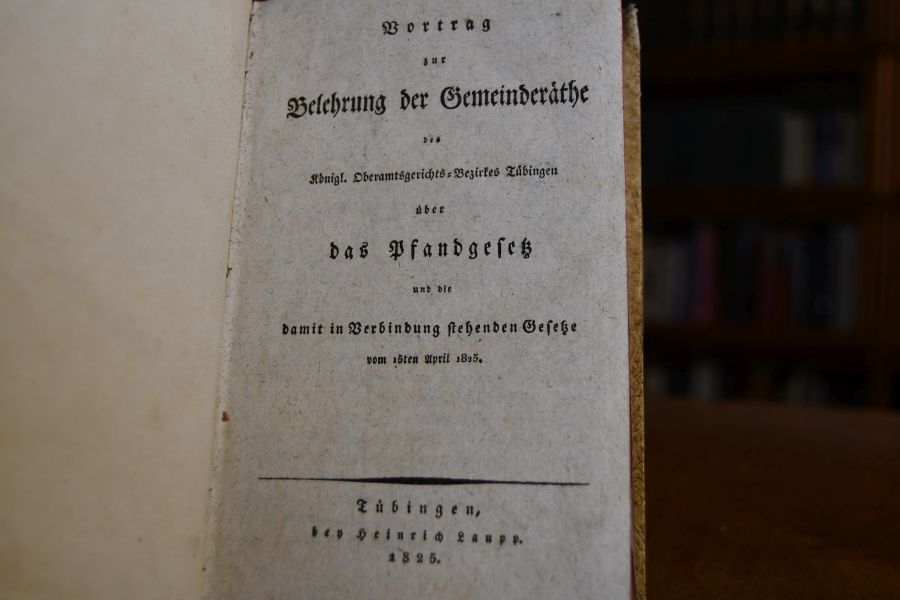 Vortrag
zur
Belehrung der Gemeinderäthe
des
Königl. Oberamtsgerichts-Bezirkes Tübingen
über
das Pfandgesetz
und die
damit in Verbindung stehenden Gesetze
vom 15ten April 1825.
Tübingen,
bey Heinrich Laupp.
1825.